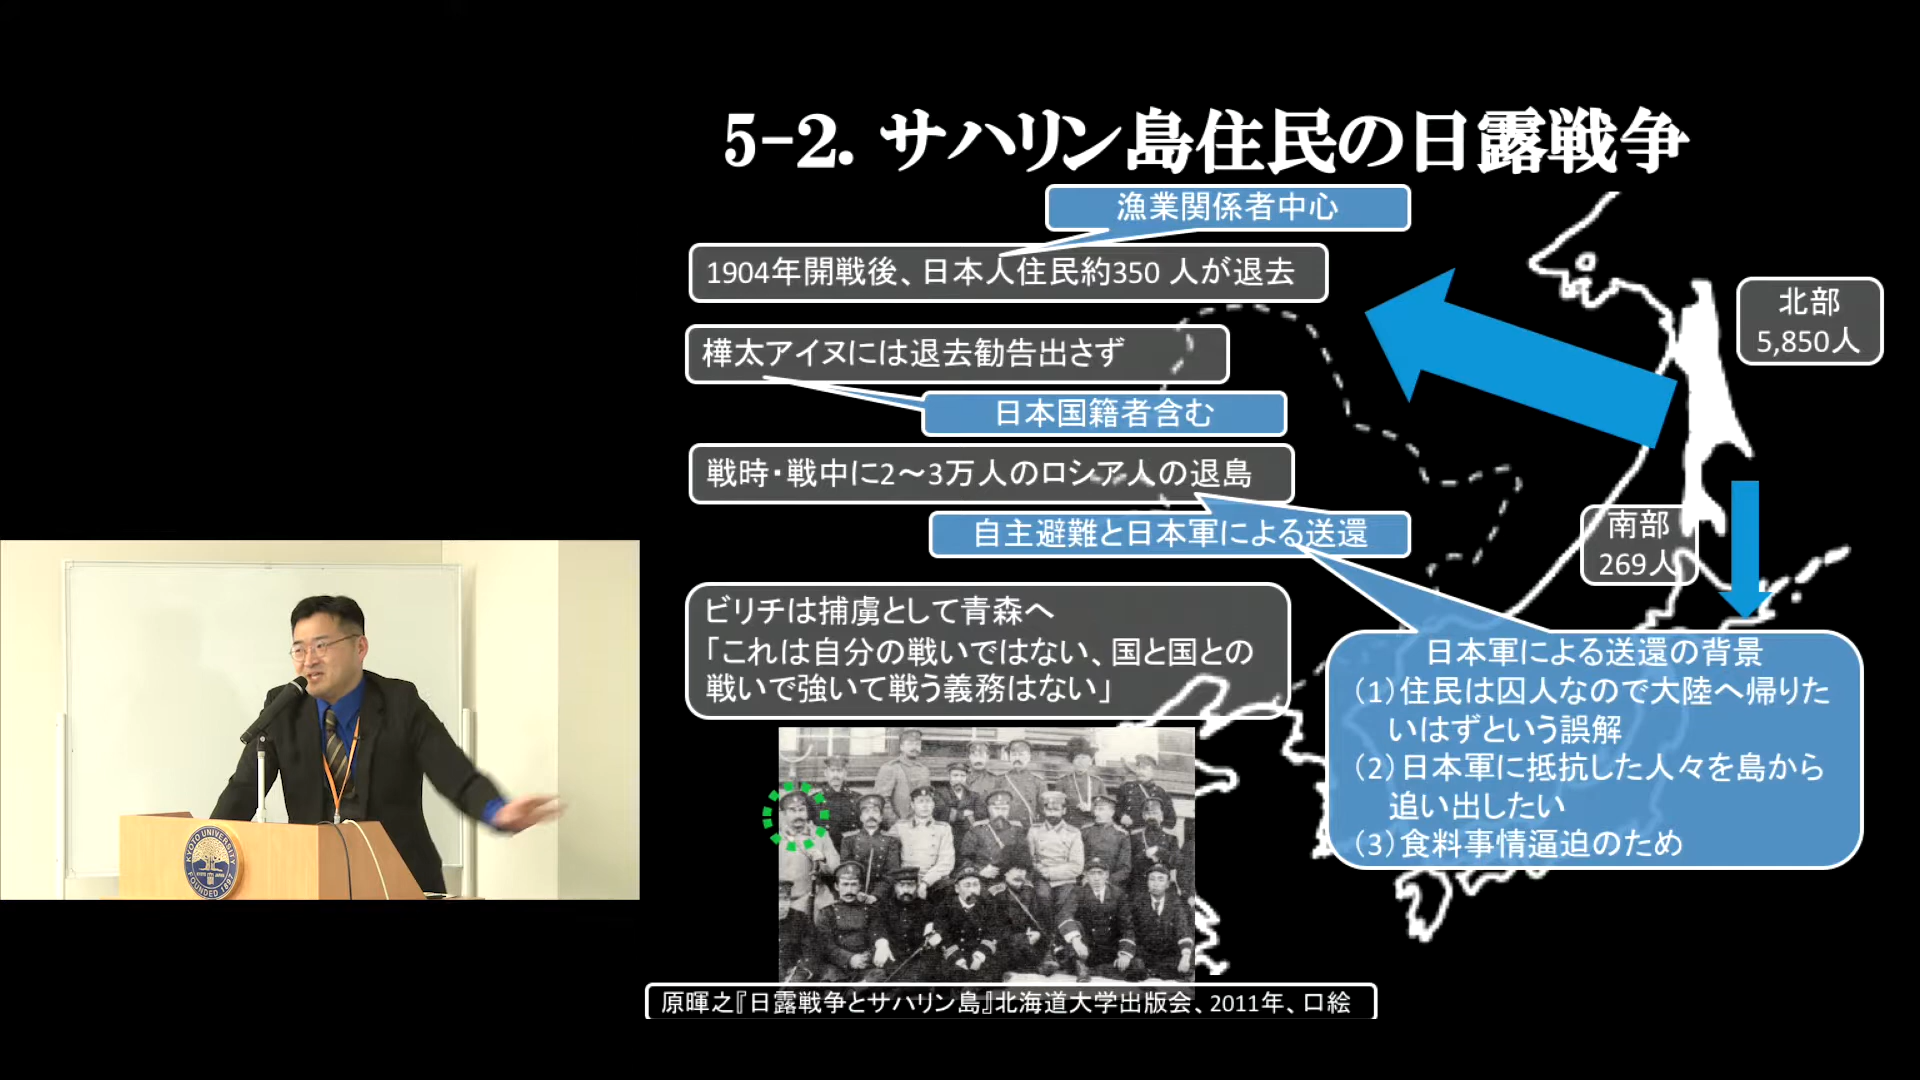 5-2. サハリン島住民の日露戦争
漁業関係者中心
1904年開戦後、日本人住民約350 人が退去
樺太アイヌには退去勧告出さず
日本国籍者含む
戦時・戦中に2～3万人のロシア人の退島
自主避難と日本軍による送還
ビリチは捕虜として青森へ
「これは自分の戦いではない、国と国との
戦いで強いて戦う義務はない」
北部
5,850人
南部
269人
日本軍による送還の背景
（1）住民は囚人なので大陸へ帰りた
いはずという誤解
（2）日本軍に抵抗した人々を島から
追い出したい
（3）食料事情逼迫のため
原暉之『日露戦争とサハリン島』北海道大学出版会、2011年、口絵
KYOTO UNIVERSITY
FOUNDED 1897